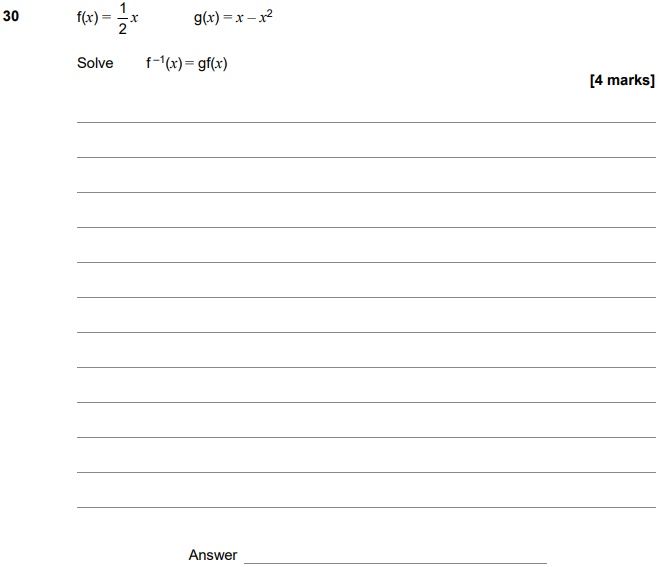 30 f(x) = 1/2 x g(x) = x – x²
Solve f⁻¹(x) = gf(x)
[4 marks]
Answer